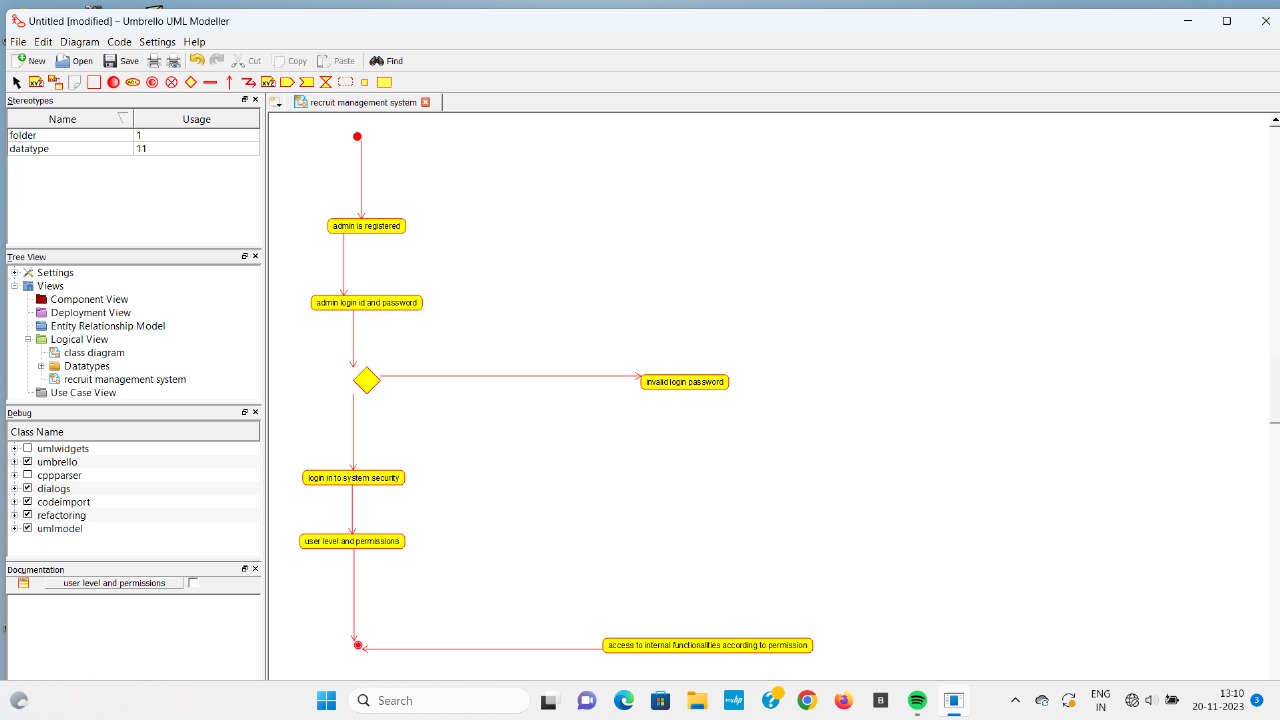 Untitled [modified] – Umbrello UML Modeller
File Edit Diagram Code Settings Help
New Open Save Cut Copy Paste Find
XYZ XYZ
Stereotypes
recruit management system
Name Usage
folder 1
datatype 11
admin is registered
Tree View
Settings
Views
Component View
Deployment View
Entity Relationship Model
Logical View
class diagram
Datatypes
recruit management system
Use Case View
admin login id and password
invalid login password
Debug
Class Name
umlwidgets
umbrello
cppparser
dialogs
codeimport
refactoring
umlmodel
login in to system security
user level and permissions
Documentation
user level and permissions
access to internal functionalities according to permission
Search
myhp
B
ENG
IN
13:10
20-11-2023
3